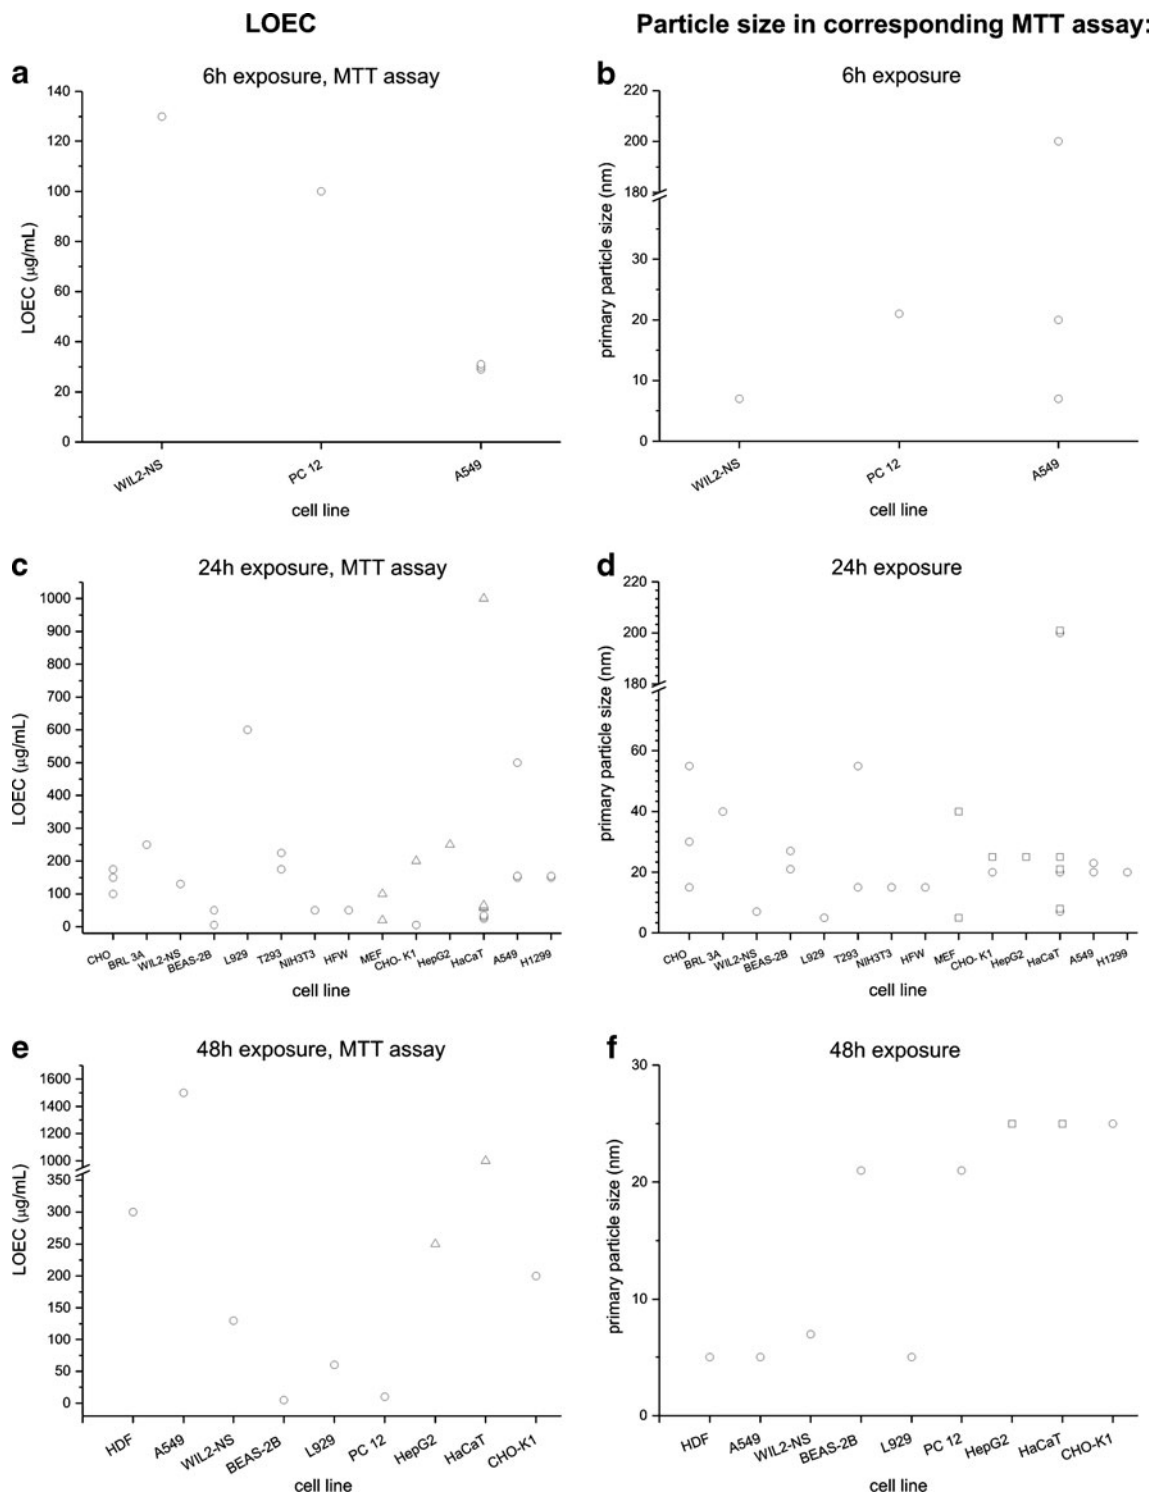 LOEC
Particle size in corresponding MTT assay:
a
6h exposure, MTT assay
140
120
100
80
60
40
20
0
LOEC (µg/mL)
WIL2-NS
PC 12
A549
cell line
b
6h exposure
220
200
180
30
20
10
0
primary particle size (nm)
WIL2-NS
PC 12
A549
cell line
c
24h exposure, MTT assay
1000
900
800
700
600
500
400
300
200
100
0
LOEC (µg/mL)
CHO
BRL 3A
WIL2-NS
BEAS-2B
L929
T293
NIH3T3
HFW
MEF
CHO- K1
HepG2
HaCaT
A549
H1299
cell line
d
24h exposure
220
200
180
60
40
20
0
primary particle size (nm)
CHO
BRL 3A
WIL2-NS
BEAS-2B
L929
T293
NIH3T3
HFW
MEF
CHO- K1
HepG2
HaCaT
A549
H1299
cell line
e
48h exposure, MTT assay
1600
1500
1400
1300
1200
1100
1000
350
300
250
200
150
100
50
0
LOEC (µg/mL)
HDF
A549
WIL2-NS
BEAS-2B
L929
PC 12
HepG2
HaCaT
CHO-K1
cell line
f
48h exposure
30
20
10
0
primary particle size (nm)
HDF
A549
WIL2-NS
BEAS-2B
L929
PC 12
HepG2
HaCaT
CHO-K1
cell line